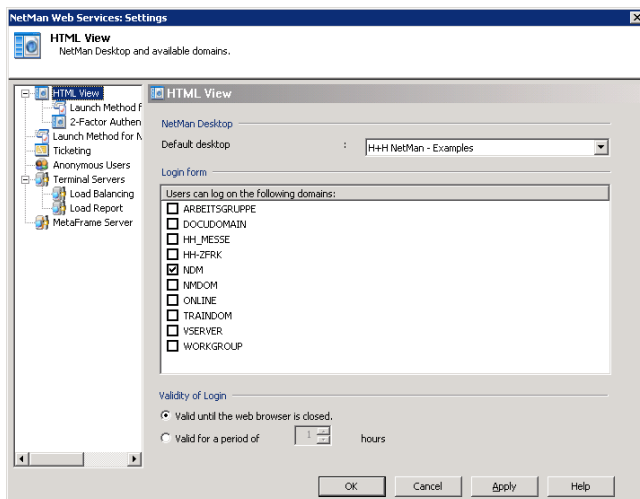 NetMan Web Services: Settings
HTML View
NetMan Desktop and available domains.
HTML View
Launch Method f
2-Factor Authen
Launch Method for N
Ticketing
Anonymous Users
Terminal Servers
Load Balancing
Load Report
MetaFrame Server
HTML View
NetMan Desktop
Default desktop : H+H NetMan - Examples
Login form
Users can log on the following domains:
ARBEITSGRUPPE
DOCUDOMAIN
HH_MESSE
HH-ZFRK
NDM
NMDOM
ONLINE
TRAINDOM
VSERVER
WORKGROUP
Validity of Login
Valid until the web browser is closed.
Valid for a period of 1 hours
OK Cancel Apply Help